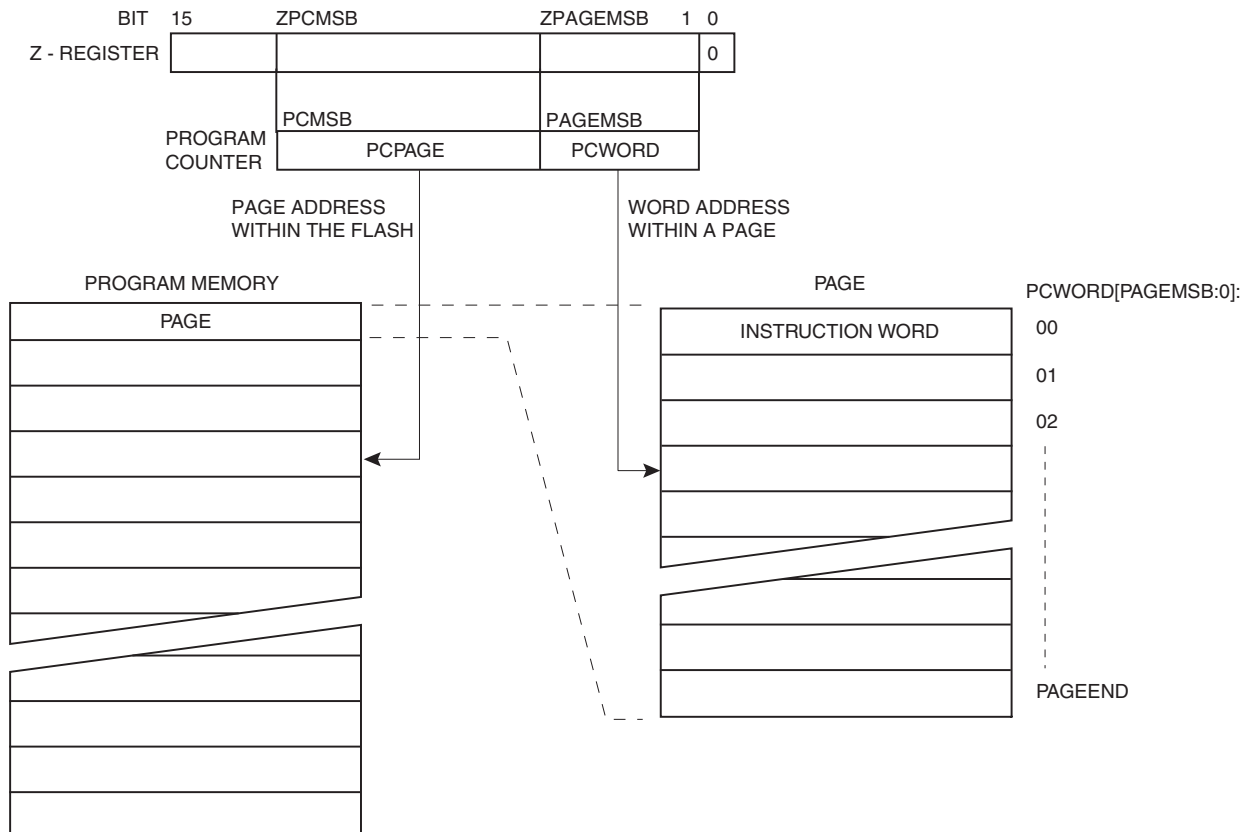 BIT 15 ZPCMSB ZPAGEMSB 1 0
Z - REGISTER 0
PCMSB PAGEMSB
PROGRAM
COUNTER
PCPAGE PCWORD
PAGE ADDRESS
WITHIN THE FLASH
WORD ADDRESS
WITHIN A PAGE
PROGRAM MEMORY
PAGE
PAGE
PCWORD[PAGEMSB:0]:
INSTRUCTION WORD
00
01
02
PAGEEND